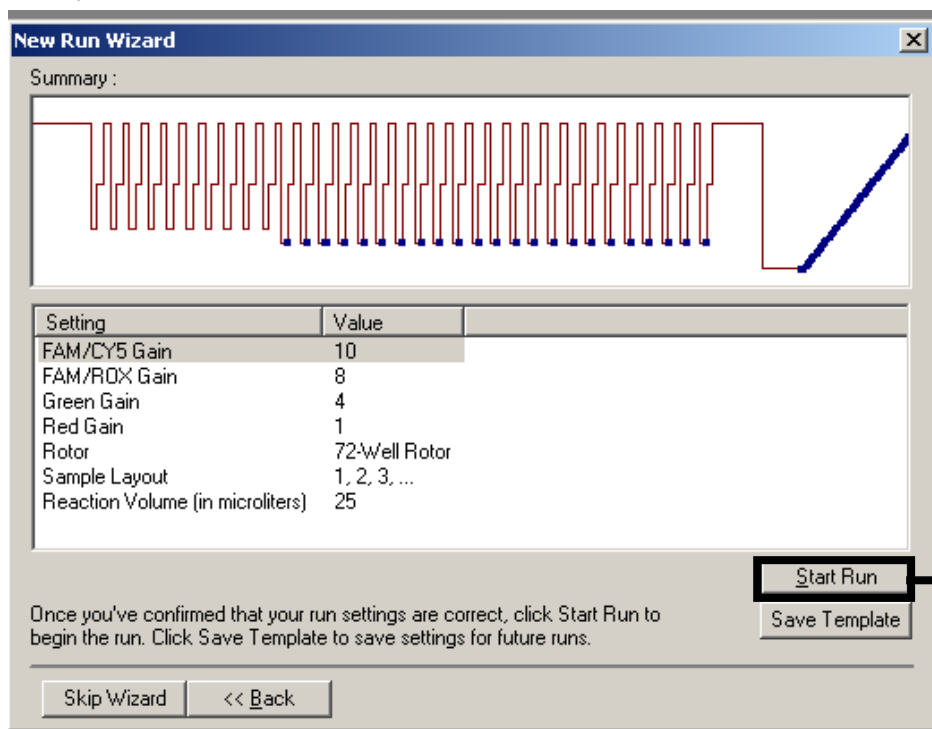 New Run Wizard
Summary :
Setting Value
FAM/CY5 Gain 10
FAM/ROX Gain 8
Green Gain 4
Red Gain 1
Rotor 72-Well Rotor
Sample Layout 1, 2, 3, ...
Reaction Volume (in microliters) 25
Start Run
Once you've confirmed that your run settings are correct, click Start Run to
begin the run. Click Save Template to save settings for future runs.
Save Template
Skip Wizard << Back